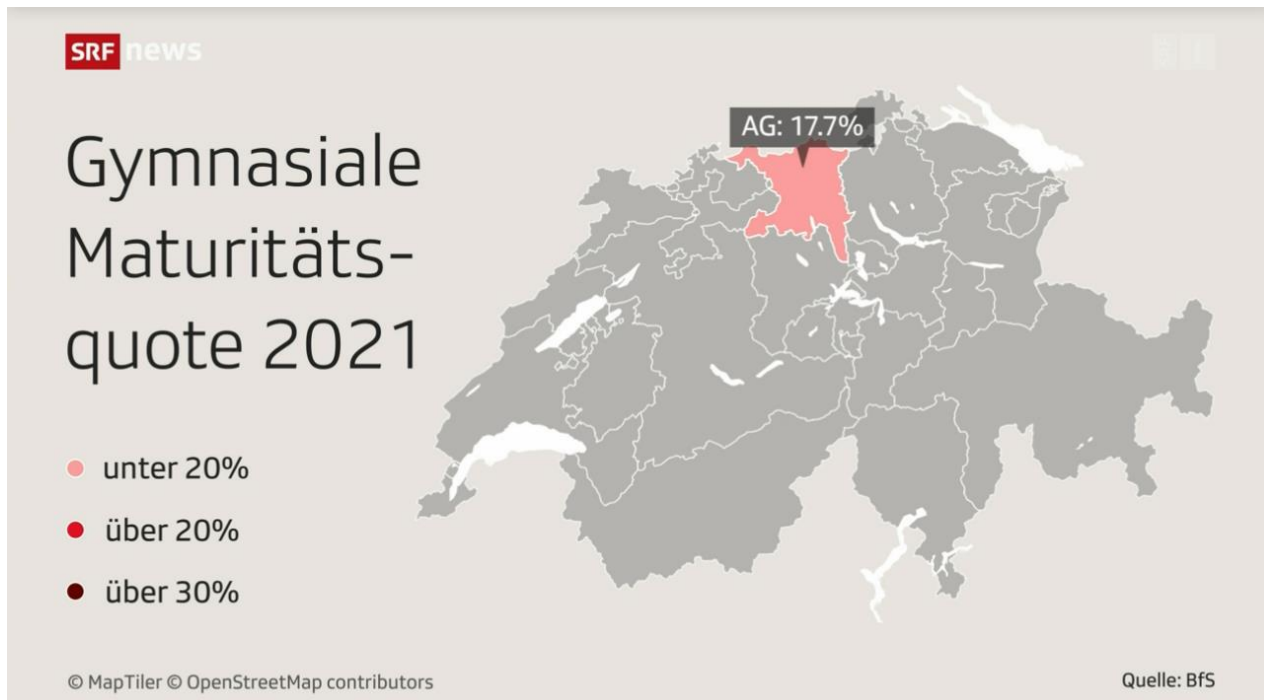 SRF news
AG: 17.7%
Gymnasiale
Maturitäts-
quote 2021
unter 20%
über 20%
über 30%
© MapTiler © OpenStreetMap contributors
Quelle: BfS